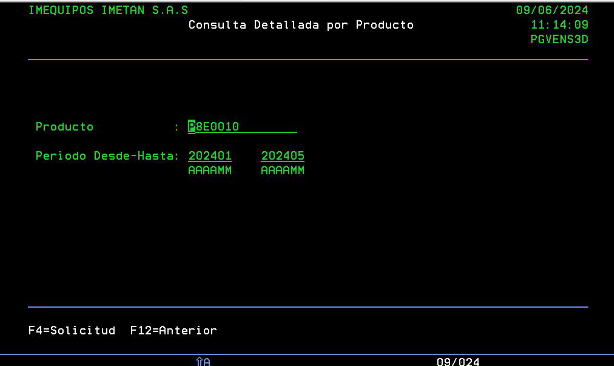 IMEQUIPOS IMETAN S.A.S 09/06/2024
Consulta Detallada por Producto 11:14:09
PGVENS3D
Producto : P8E0010
Periodo Desde-Hasta: 202401 202405
AAAAMM AAAAMM
F4=Solicitud F12=Anterior
⇧A 09/024